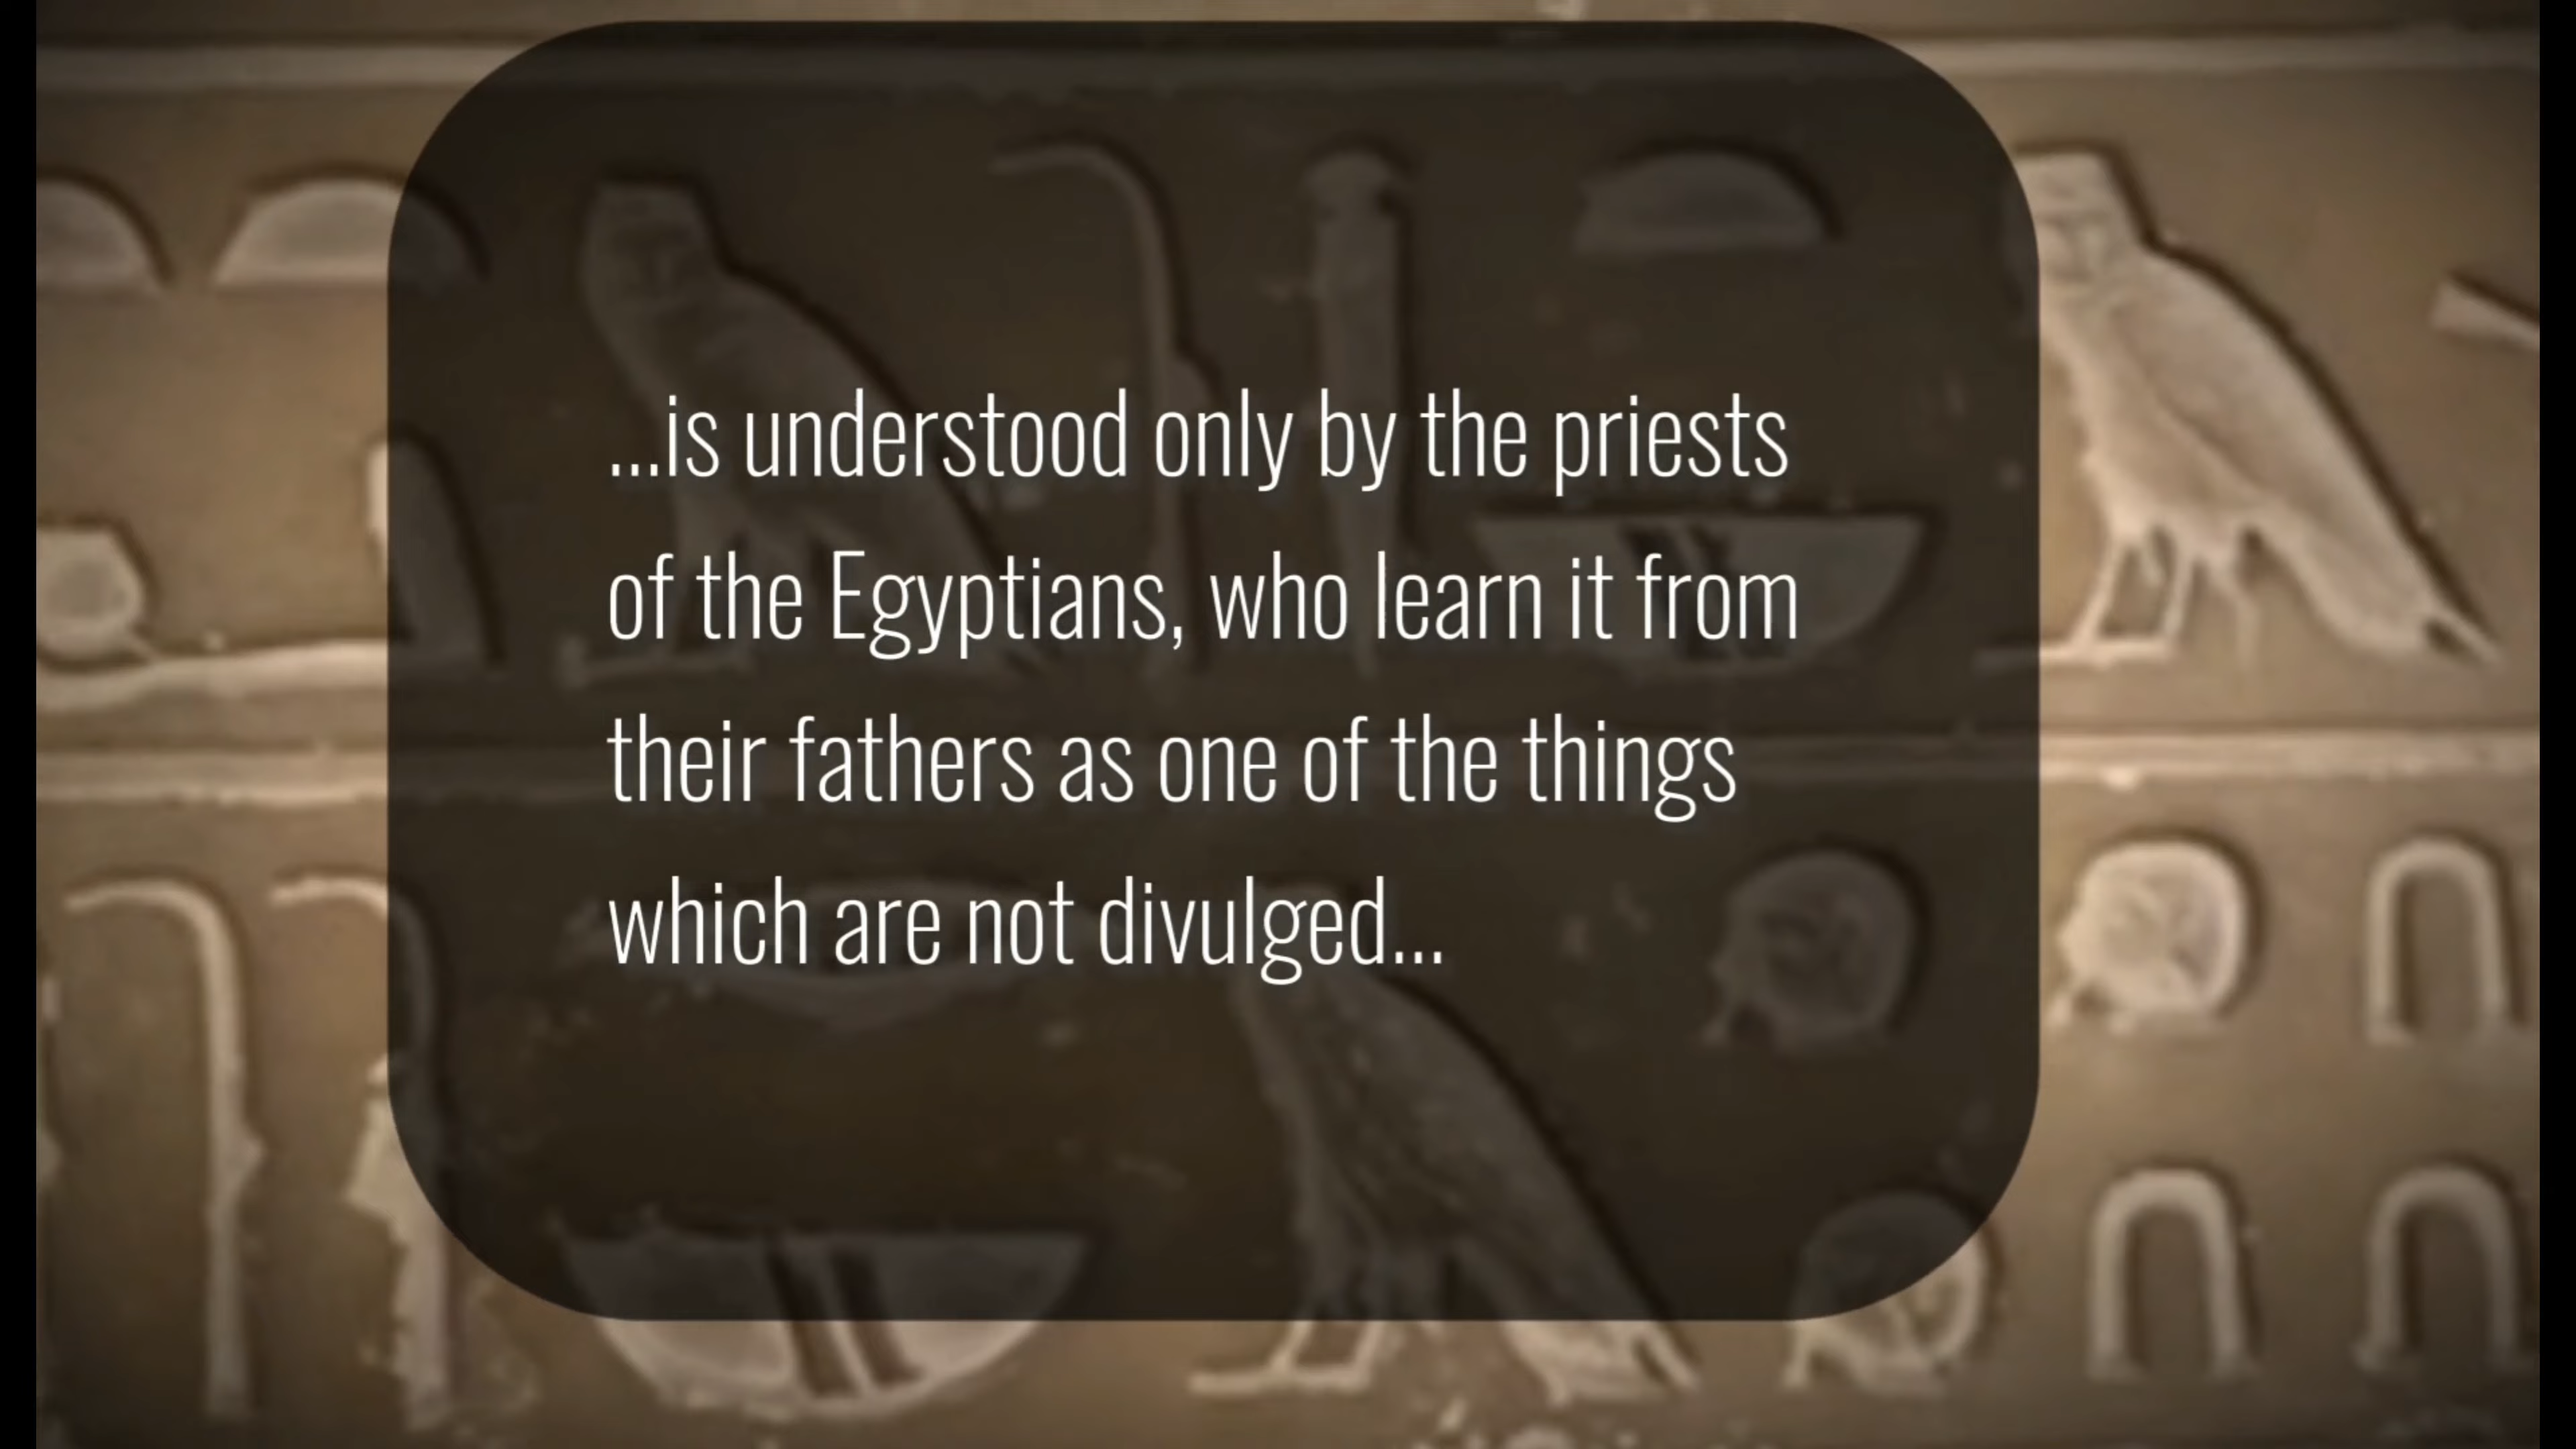 ...is understood only by the priests
of the Egyptians, who learn it from
their fathers as one of the things
which are not divulged...